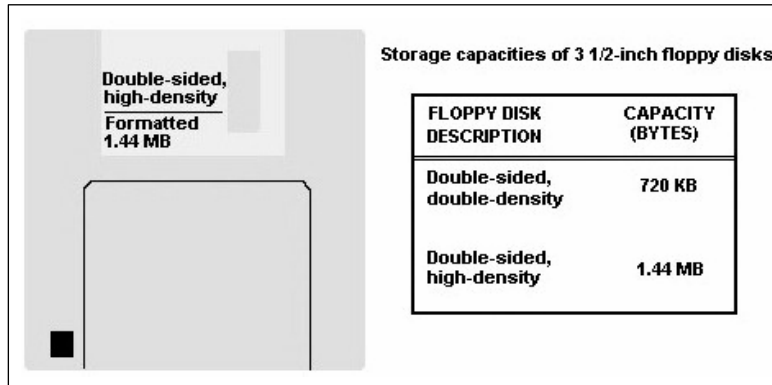 Double-sided,
high-density
Formatted
1.44 MB
Storage capacities of 3 1/2-inch floppy disks
FLOPPY DISK DESCRIPTION
CAPACITY (BYTES)
Double-sided,
double-density
720 KB
Double-sided,
high-density
1.44 MB